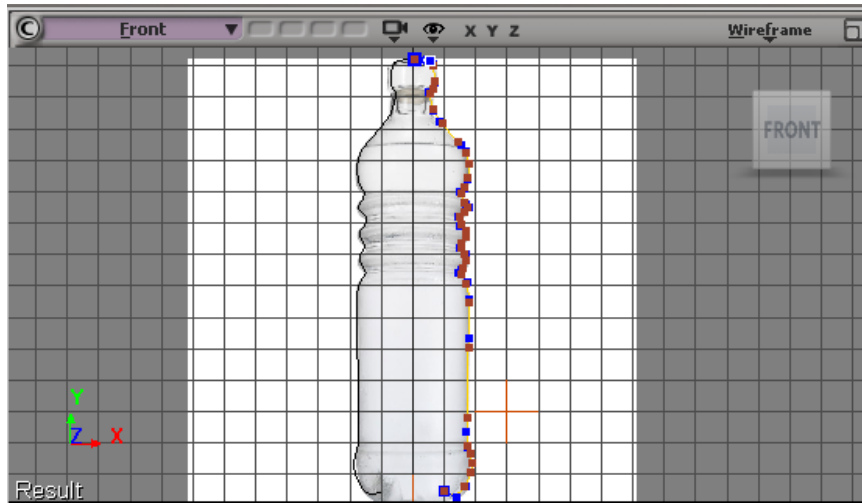 C Front X Y Z Wireframe
FRONT
Y
Z X
Result